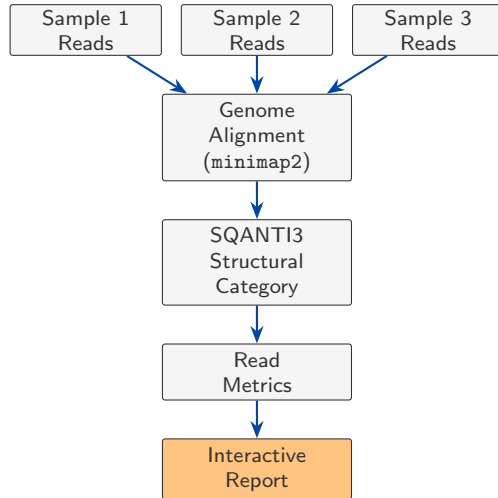 Sample 1
Reads
Sample 2
Reads
Sample 3
Reads
Genome
Alignment
(minimap2)
SQANTI3
Structural
Category
Read
Metrics
Interactive
Report